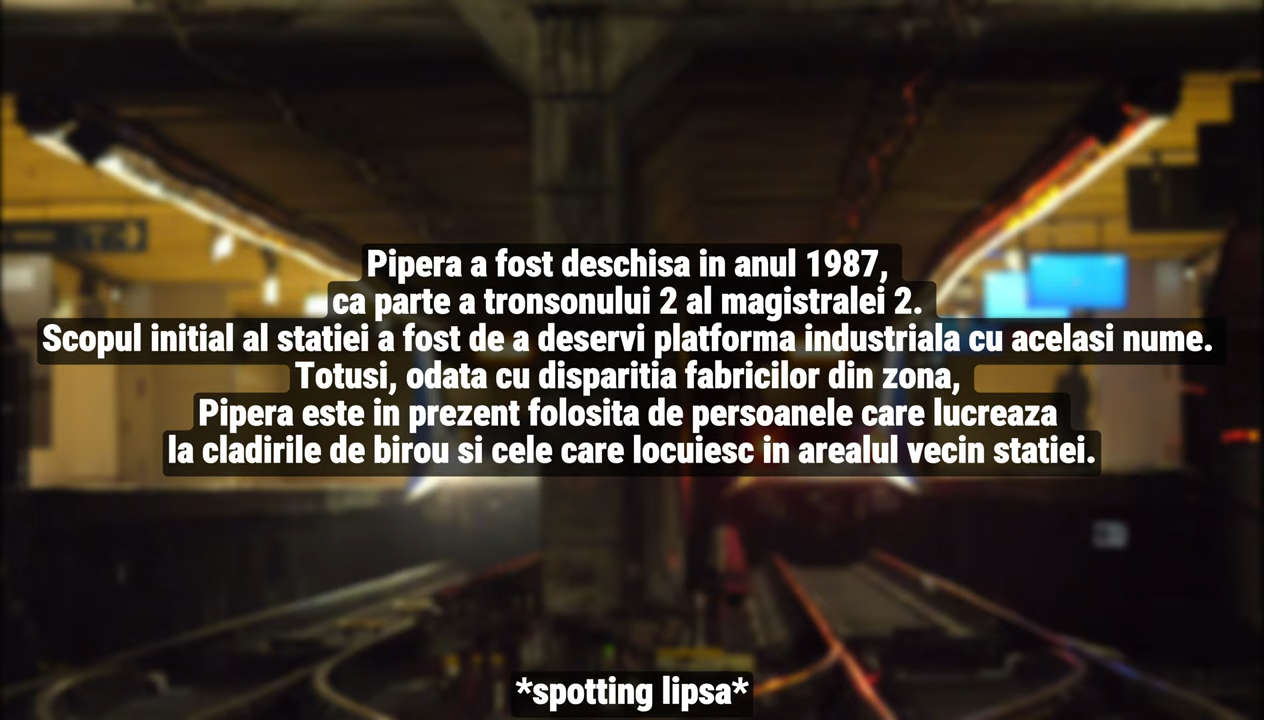 Pipera a fost deschisa in anul 1987,
ca parte a tronsonului 2 al magistralei 2.
Scopul initial al statiei a fost de a deservi platforma industriala cu acelasi nume.
Totusi, odata cu disparitia fabricilor din zona,
Pipera este in prezent folosita de persoanele care lucreaza
la cladirile de birou si cele care locuiesc in arealul vecin statiei.
*spotting lipsa*